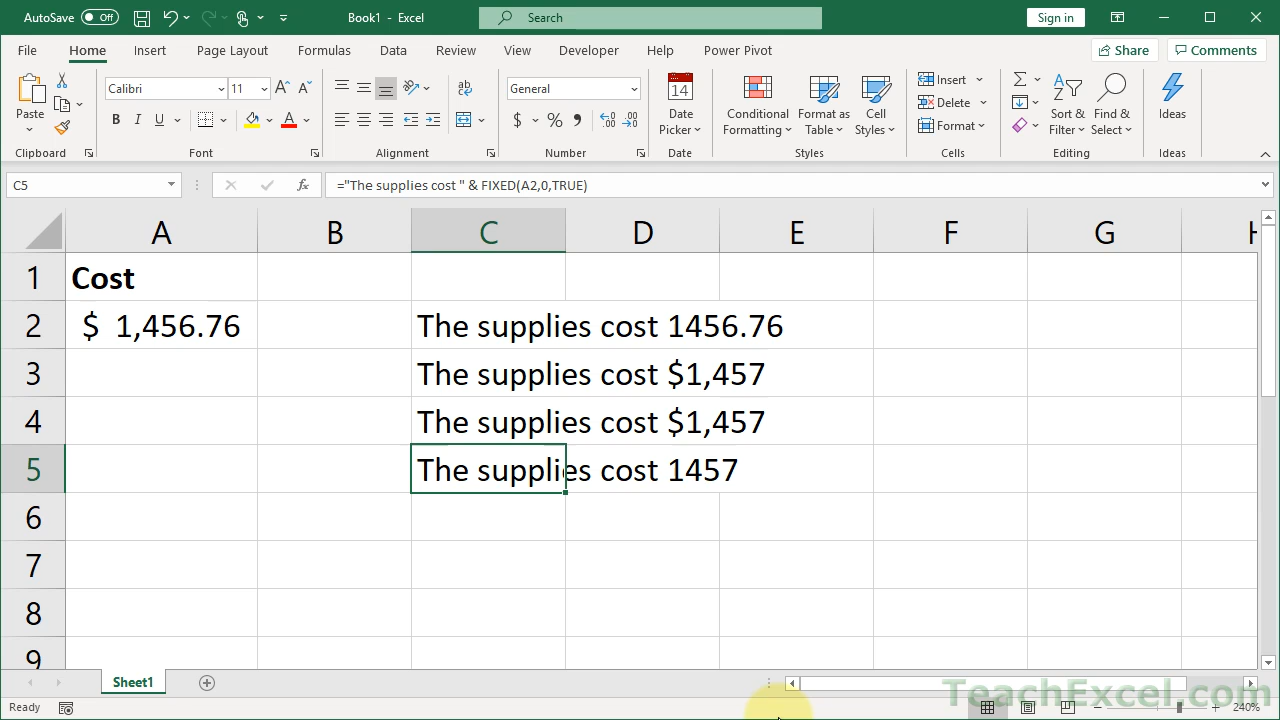 AutoSave Off Book1 - Excel Search Sign in
File Home Insert Page Layout Formulas Data Review View Developer Help Power Pivot Share Comments
Paste Calibri 11 General Date Picker Conditional Formatting Format as Table Cell Styles Insert Delete Format Sort & Filter Find & Select Ideas
Clipboard Font Alignment Number Date Styles Cells Editing Ideas
C5 ="The supplies cost " & FIXED(A2,0,TRUE)
A B C D E F G H
1 Cost
2 $ 1,456.76 The supplies cost 1456.76
3 The supplies cost $1,457
4 The supplies cost $1,457
5 The supplies cost 1457
6
7
8
9
Sheet1
TeachExcel.com
Ready 240%